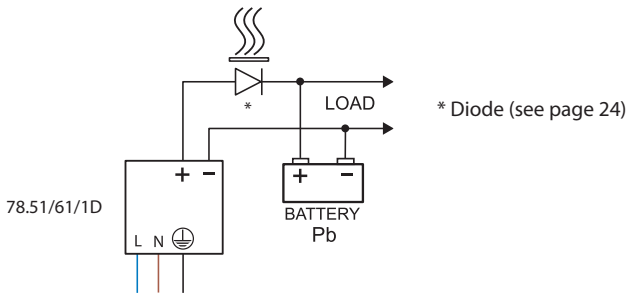 *
LOAD
* Diode (see page 24)
+ −
78.51/61/1D
+ −
L N
BATTERY
Pb